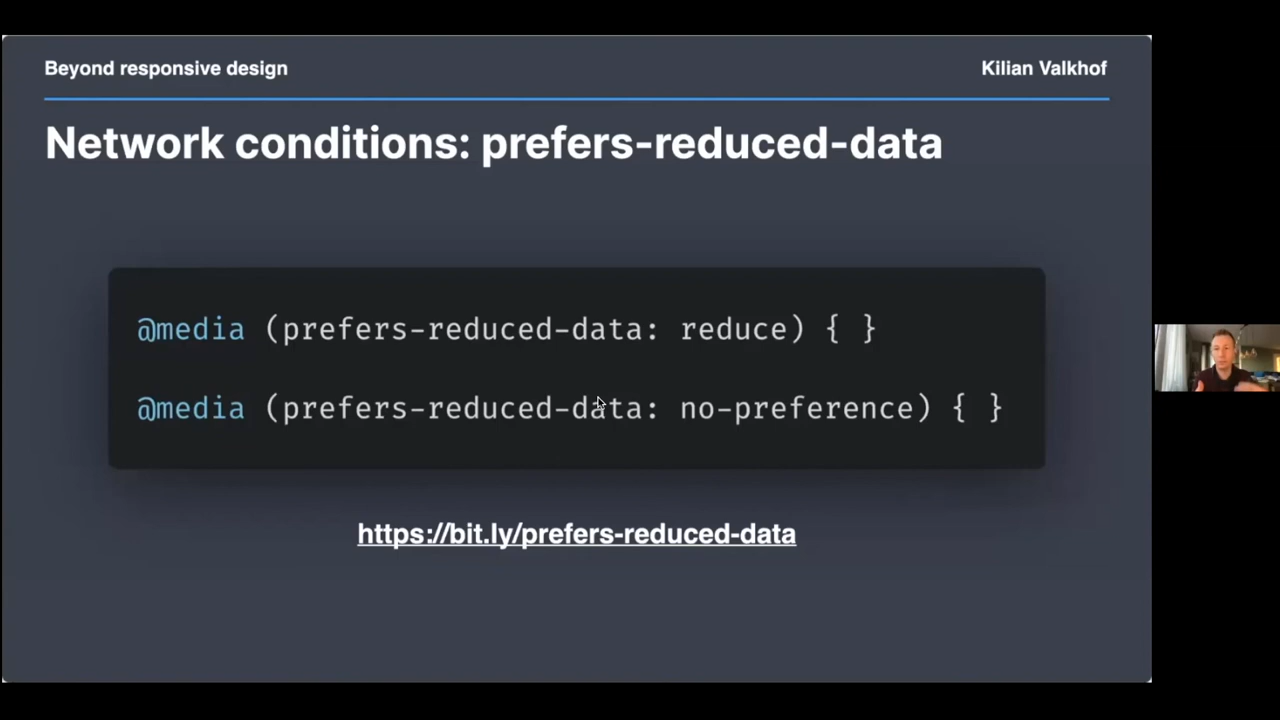 Beyond responsive design
Kilian Valkhof
Network conditions: prefers-reduced-data
@media (prefers-reduced-data: reduce) { }
@media (prefers-reduced-data: no-preference) { }
https://bit.ly/prefers-reduced-data